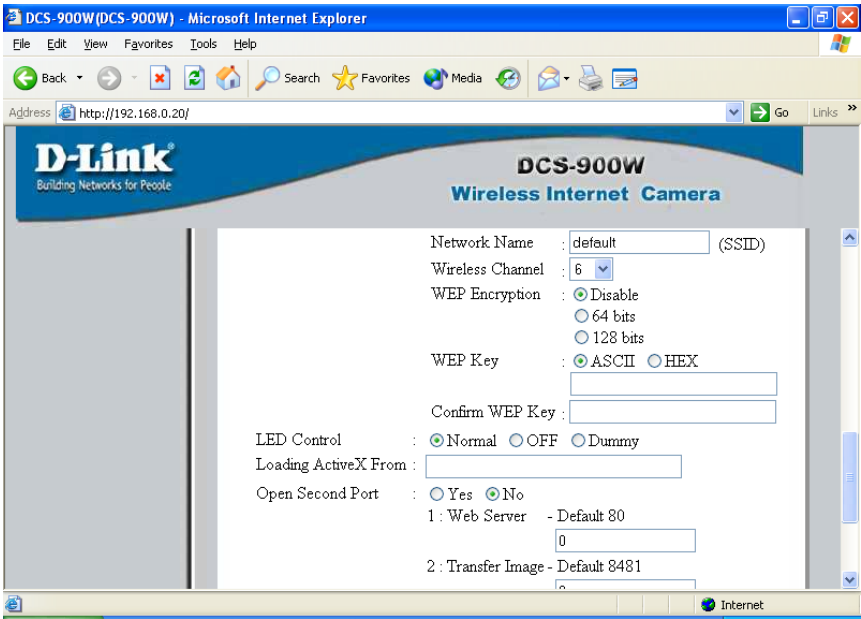 DCS-900W(DCS-900W) - Microsoft Internet Explorer
File Edit View Favorites Tools Help
Back Search Favorites Media
Address http://192.168.0.20/ Go Links »
D-Link®
Building Networks for People
DCS-900W
Wireless Internet Camera
Network Name : default (SSID)
Wireless Channel : 6
WEP Encryption : Disable
64 bits
128 bits
WEP Key : ASCII HEX
Confirm WEP Key :
LED Control : Normal OFF Dummy
Loading ActiveX From :
Open Second Port : Yes No
1 : Web Server - Default 80
0
2 : Transfer Image - Default 8481
Internet